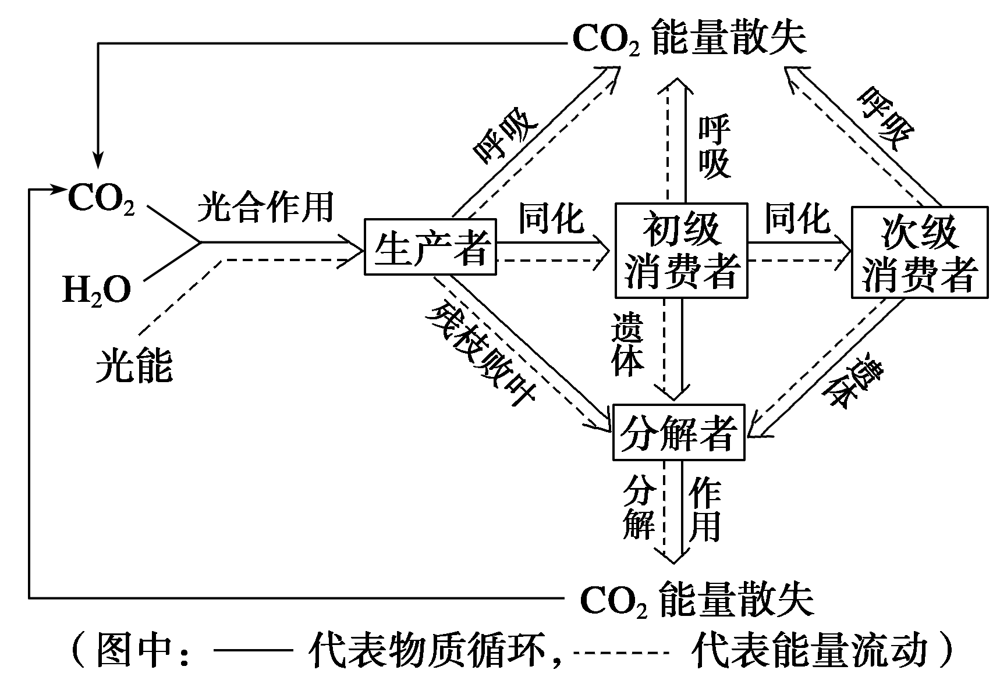 CO₂ 能量散失
呼吸
呼吸
呼吸
CO₂
光合作用
同化
同化
生产者
初级
消费者
次级
消费者
H₂O
光能
残枝败叶
遗体
遗体
分解者
分解
作用
CO₂ 能量散失
（图中：—— 代表物质循环，------ 代表能量流动）